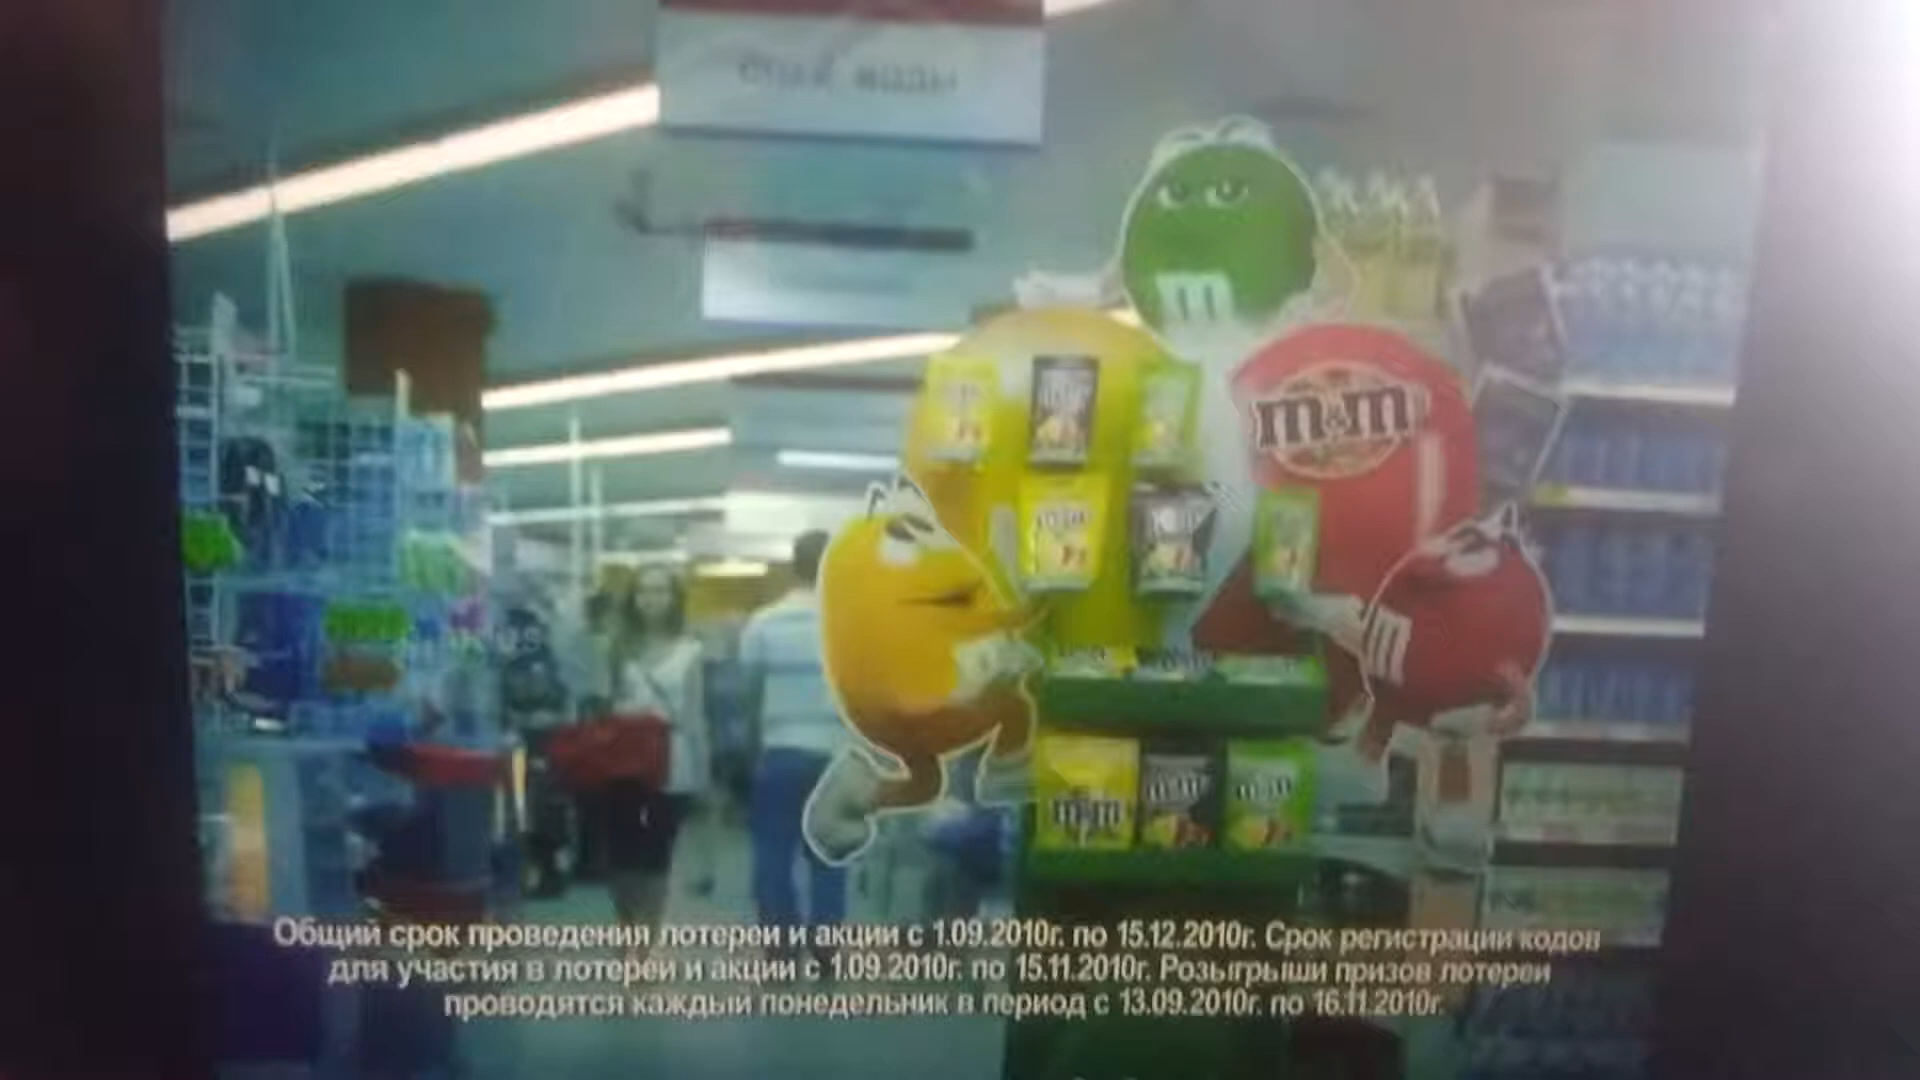 m&m
m&m
Общий срок проведения лотереи и акции с 1.09.2010г. по 15.12.2010г. Срок регистрации кодов
для участия в лотереи и акции с 1.09.2010г. по 15.11.2010г. Розыгрыши призов лотереи
проводятся каждый понедельник в период с 13.09.2010г. по 16.11.2010г.